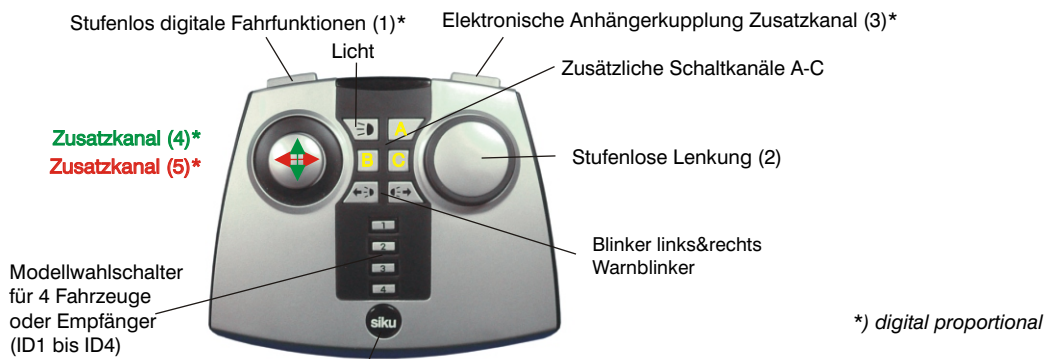 Stufenlos digitale Fahrfunktionen (1)*
Elektronische Anhängerkupplung Zusatzkanal (3)*
Licht
Zusätzliche Schaltkanäle A-C
A
Zusatzkanal (4)*
Zusatzkanal (5)*
B C
Stufenlose Lenkung (2)
1
2
3
4
Blinker links&rechts
Warnblinker
Modellwahlschalter
für 4 Fahrzeuge
oder Empfänger
(ID1 bis ID4)
siku
*) digital proportional